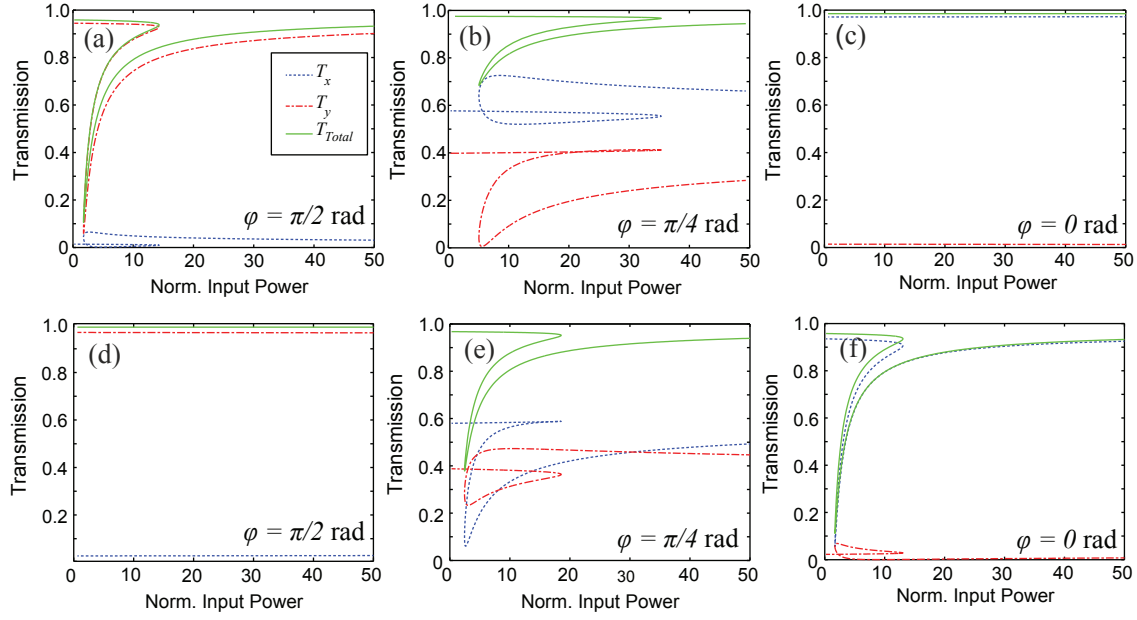 Transmission
1.0
0.8
0.6
0.4
0.2
0
(a)
T_x
T_y
T_Total
φ = π/2 rad
0 10 20 30 40 50
Norm. Input Power
Transmission
1.0
0.8
0.6
0.4
0.2
0
(b)
φ = π/4 rad
0 10 20 30 40 50
Norm. Input Power
Transmission
1.0
0.8
0.6
0.4
0.2
0
(c)
φ = 0 rad
0 10 20 30 40 50
Norm. Input Power
Transmission
1.0
0.8
0.6
0.4
0.2
(d)
φ = π/2 rad
0 10 20 30 40 50
Norm. Input Power
Transmission
1.0
0.8
0.6
0.4
0.2
0
(e)
φ = π/4 rad
0 10 20 30 40 50
Norm. Input Power
Transmission
1.0
0.8
0.6
0.4
0.2
0
(f)
φ = 0 rad
0 10 20 30 40 50
Norm. Input Power